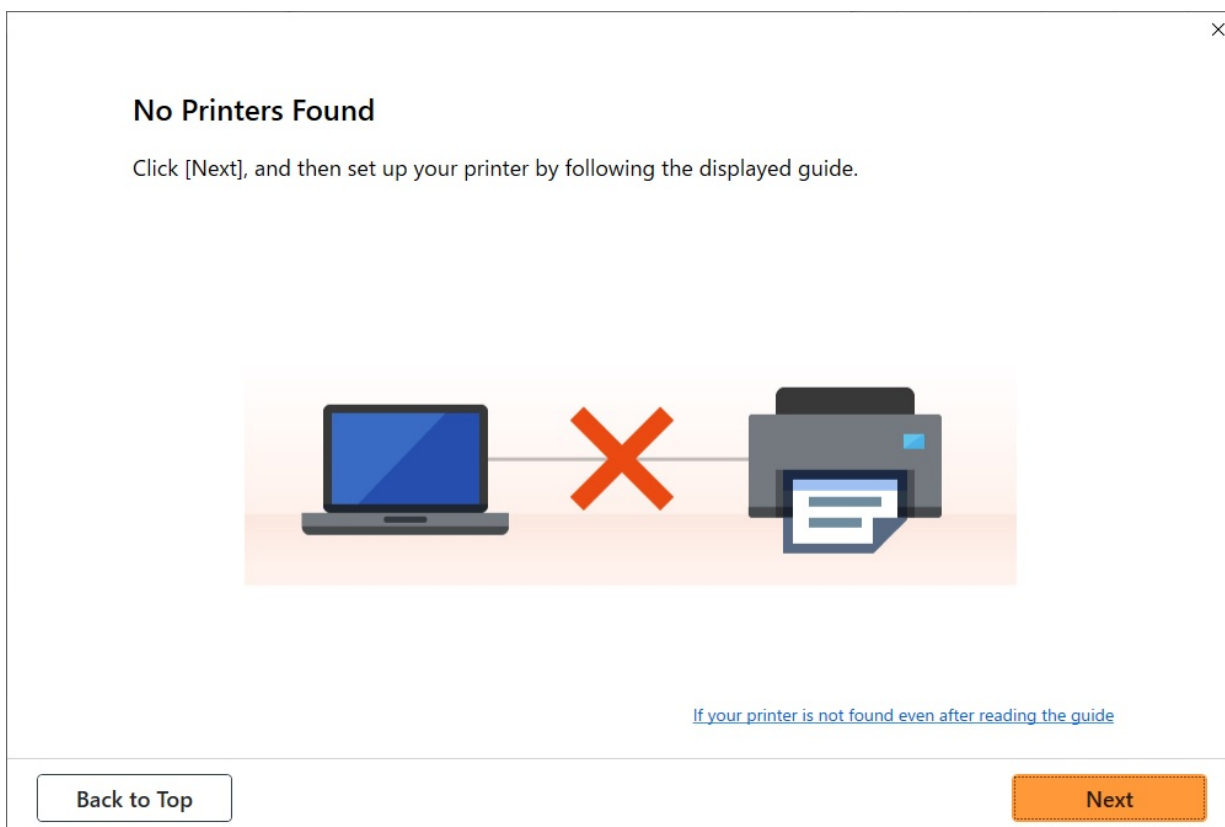 No Printers Found
Click [Next], and then set up your printer by following the displayed guide.
If your printer is not found even after reading the guide
Back to Top
Next